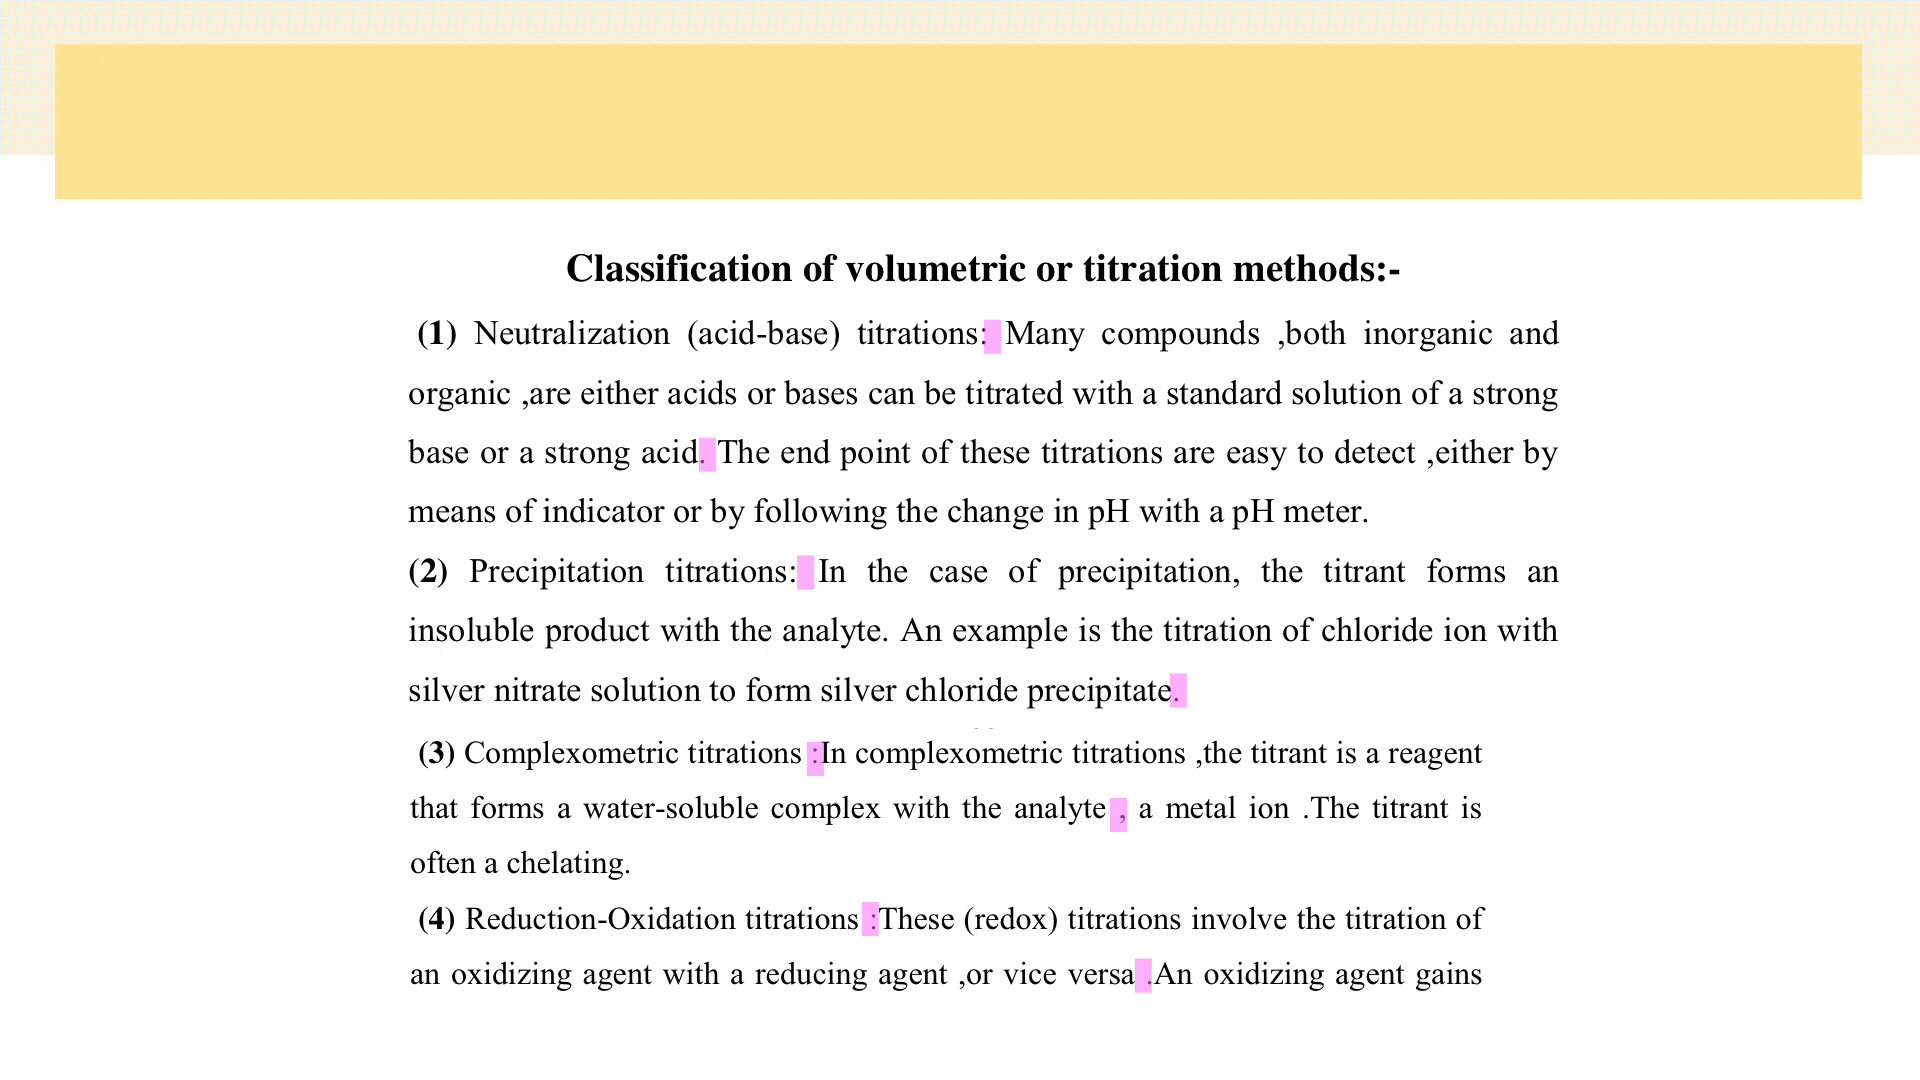 Classification of volumetric or titration methods:-
(1) Neutralization (acid-base) titrations: Many compounds ,both inorganic and
organic ,are either acids or bases can be titrated with a standard solution of a strong
base or a strong acid. The end point of these titrations are easy to detect ,either by
means of indicator or by following the change in pH with a pH meter.
(2) Precipitation titrations: In the case of precipitation, the titrant forms an
insoluble product with the analyte. An example is the titration of chloride ion with
silver nitrate solution to form silver chloride precipitate.
(3) Complexometric titrations :In complexometric titrations ,the titrant is a reagent
that forms a water-soluble complex with the analyte , a metal ion .The titrant is
often a chelating.
(4) Reduction-Oxidation titrations :These (redox) titrations involve the titration of
an oxidizing agent with a reducing agent ,or vice versa .An oxidizing agent gains